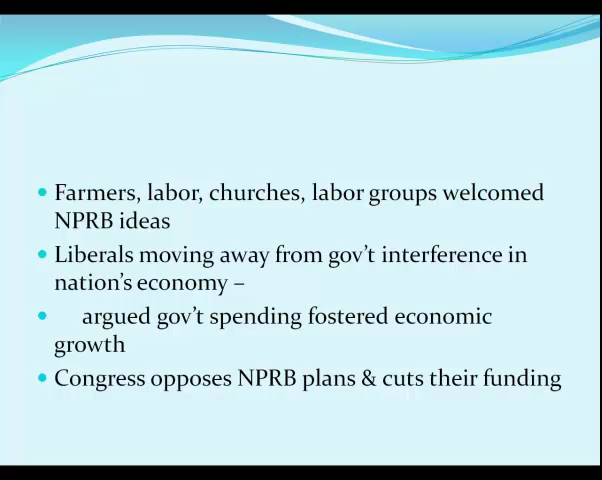 • Farmers, labor, churches, labor groups welcomed
NPRB ideas
• Liberals moving away from gov’t interference in
nation’s economy –
• argued gov’t spending fostered economic
growth
• Congress opposes NPRB plans & cuts their funding